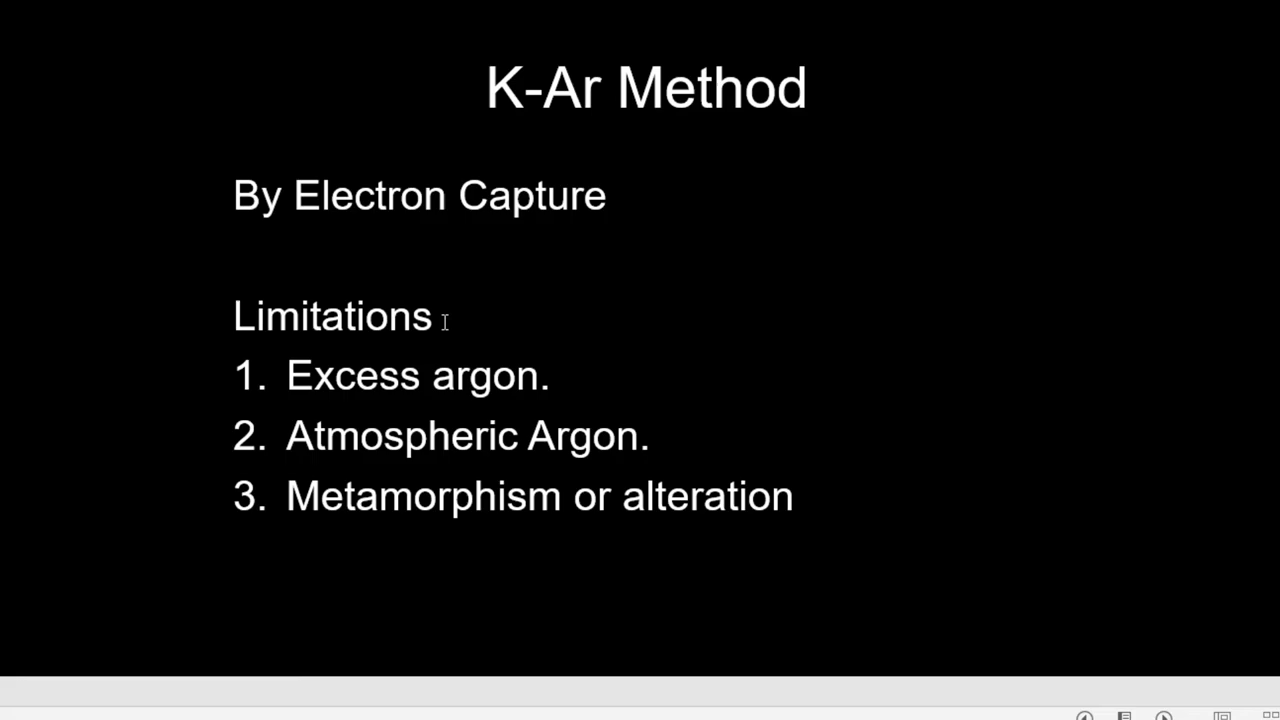 K-Ar Method
By Electron Capture
Limitations
1. Excess argon.
2. Atmospheric Argon.
3. Metamorphism or alteration